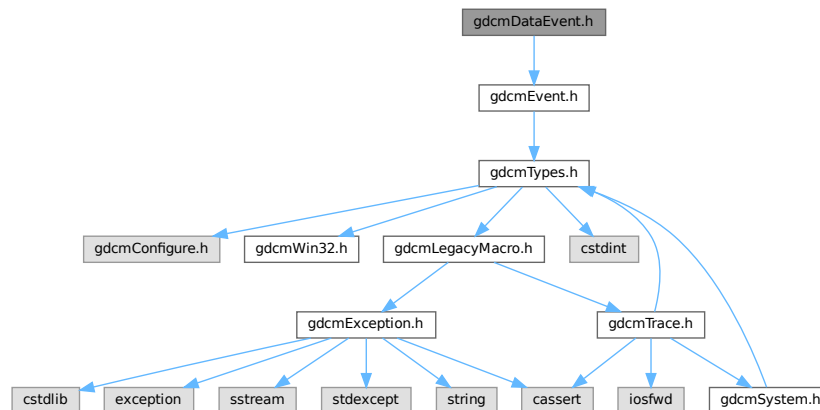 gdcmDataEvent.h
gdcmEvent.h
gdcmTypes.h
gdcmConfigure.h
gdcmWin32.h
gdcmLegacyMacro.h
cstdint
gdcmException.h
gdcmTrace.h
cstdlib
exception
sstream
stdexcept
string
cassert
iosfwd
gdcmSystem.h